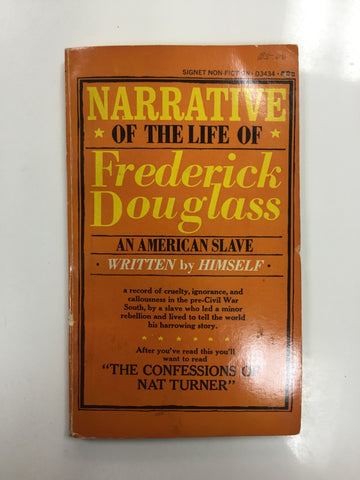 SIGNET NON-FICTION • D3434
NARRATIVE
OF THE LIFE OF
Frederick
Douglass
AN AMERICAN SLAVE
• WRITTEN by HIMSELF •
a record of cruelty, ignorance, and
callousness in the pre-Civil War
South, by a slave who led a minor
rebellion and lived to tell the world
his harrowing story.
After you've read this you'll
want to read
"THE CONFESSIONS OF
NAT TURNER"